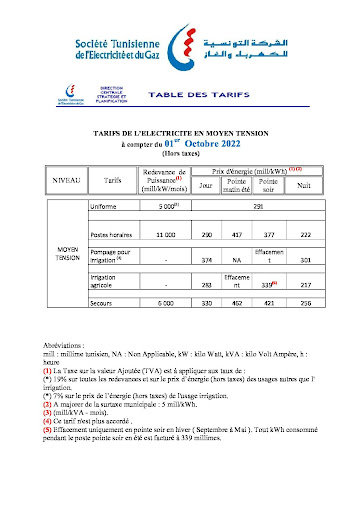 Société Tunisienne
de l'Electricité et du Gaz
الشركة التونسية
للكهرباء والغاز
Société Tunisienne
de l'Electricité et du Gaz
DIRECTION
CENTRALE
STRATEGIE ET
PLANIFICATION
TABLE DES TARIFS
TARIFS DE L'ELECTRICITE EN MOYEN TENSION
à compter du 01er Octobre 2022
(Hors taxes)
NIVEAU Tarifs Redevance de Puissance(1) (mill/kW/mois) Prix d'énergie (mill/kWh) (1) (2)
Jour Pointe matin été Pointe soir Nuit
MOYEN TENSION
Uniforme 5 000(3) 291
Postes horaires 11 000 290 417 377 222
Pompage pour irrigation (4) - 374 NA Effacement 301
Irrigation agricole - 283 Effacement 339(5) 217
Secours 6 000 330 462 421 256
Abréviations :
mill : millime tunisien, NA : Non Applicable, kW : kilo Watt, kVA : kilo Volt Ampère, h :
heure
(1) La Taxe sur la valeur Ajoutée (TVA) est à appliquer aux taux de :
(*) 19% sur toutes les redevances et sur le prix d'énergie (hors taxes) des usages autres que l'
irrigation.
(*) 7% sur le prix de l'énergie (hors taxes) de l'usage irrigation.
(2) A majorer de la surtaxe municipale : 5 mill/kWh.
(3) (mill/kVA - mois).
(4) Ce tarif n'est plus accordé .
(5) Effacement uniquement en pointe soir en hiver ( Septembre à Mai ). Tout kWh consommé
pendant le poste pointe soir en été est facturé à 339 millimes.